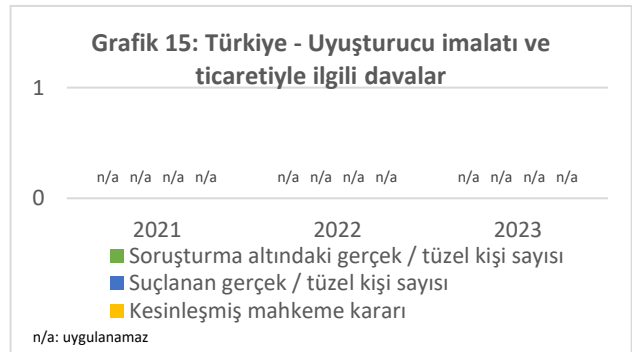 Grafik 15: Türkiye - Uyuşturucu imalatı ve
ticaretiyle ilgili davalar
1
n/a n/a n/a n/a n/a n/a n/a n/a n/a n/a n/a n/a
0
2021 2022 2023
Soruşturma altındaki gerçek / tüzel kişi sayısı
Suçlanan gerçek / tüzel kişi sayısı
Kesinleşmiş mahkeme kararı
n/a: uygulanamaz